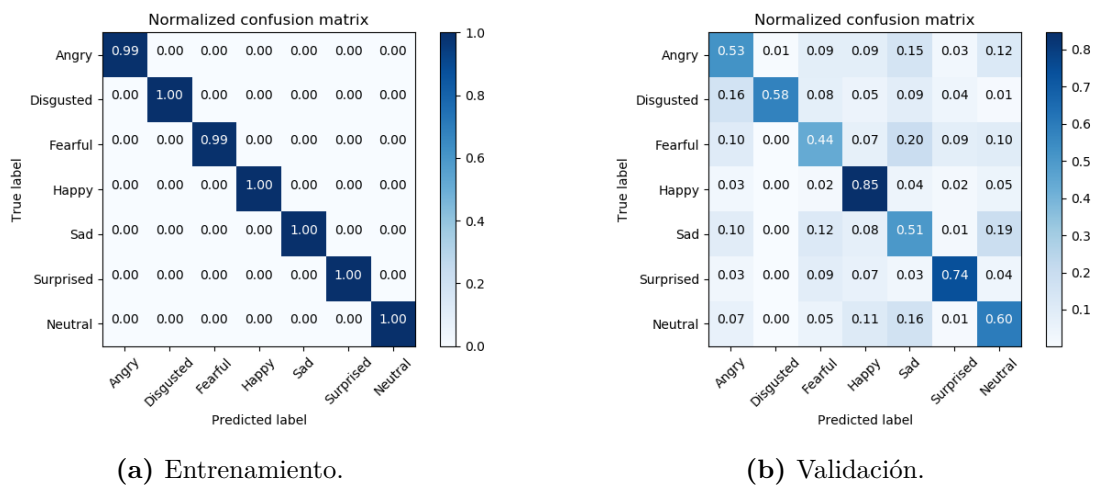 Normalized confusion matrix
Angry 0.99 0.00 0.00 0.00 0.00 0.00 0.00
Disgusted 0.00 1.00 0.00 0.00 0.00 0.00 0.00
Fearful 0.00 0.00 0.99 0.00 0.00 0.00 0.00
Happy 0.00 0.00 0.00 1.00 0.00 0.00 0.00
Sad 0.00 0.00 0.00 0.00 1.00 0.00 0.00
Surprised 0.00 0.00 0.00 0.00 0.00 1.00 0.00
Neutral 0.00 0.00 0.00 0.00 0.00 0.00 1.00
True label
Angry Disgusted Fearful Happy Sad Surprised Neutral
Predicted label
1.0
0.8
0.6
0.4
0.2
0.0
(a) Entrenamiento.
Normalized confusion matrix
Angry 0.53 0.01 0.09 0.09 0.15 0.03 0.12
Disgusted 0.16 0.58 0.08 0.05 0.09 0.04 0.01
Fearful 0.10 0.00 0.44 0.07 0.20 0.09 0.10
Happy 0.03 0.00 0.02 0.85 0.04 0.02 0.05
Sad 0.10 0.00 0.12 0.08 0.51 0.01 0.19
Surprised 0.03 0.00 0.09 0.07 0.03 0.74 0.04
Neutral 0.07 0.00 0.05 0.11 0.16 0.01 0.60
True label
Angry Disgusted Fearful Happy Sad Surprised Neutral
Predicted label
0.8
0.7
0.6
0.5
0.4
0.3
0.2
0.1
(b) Validación.